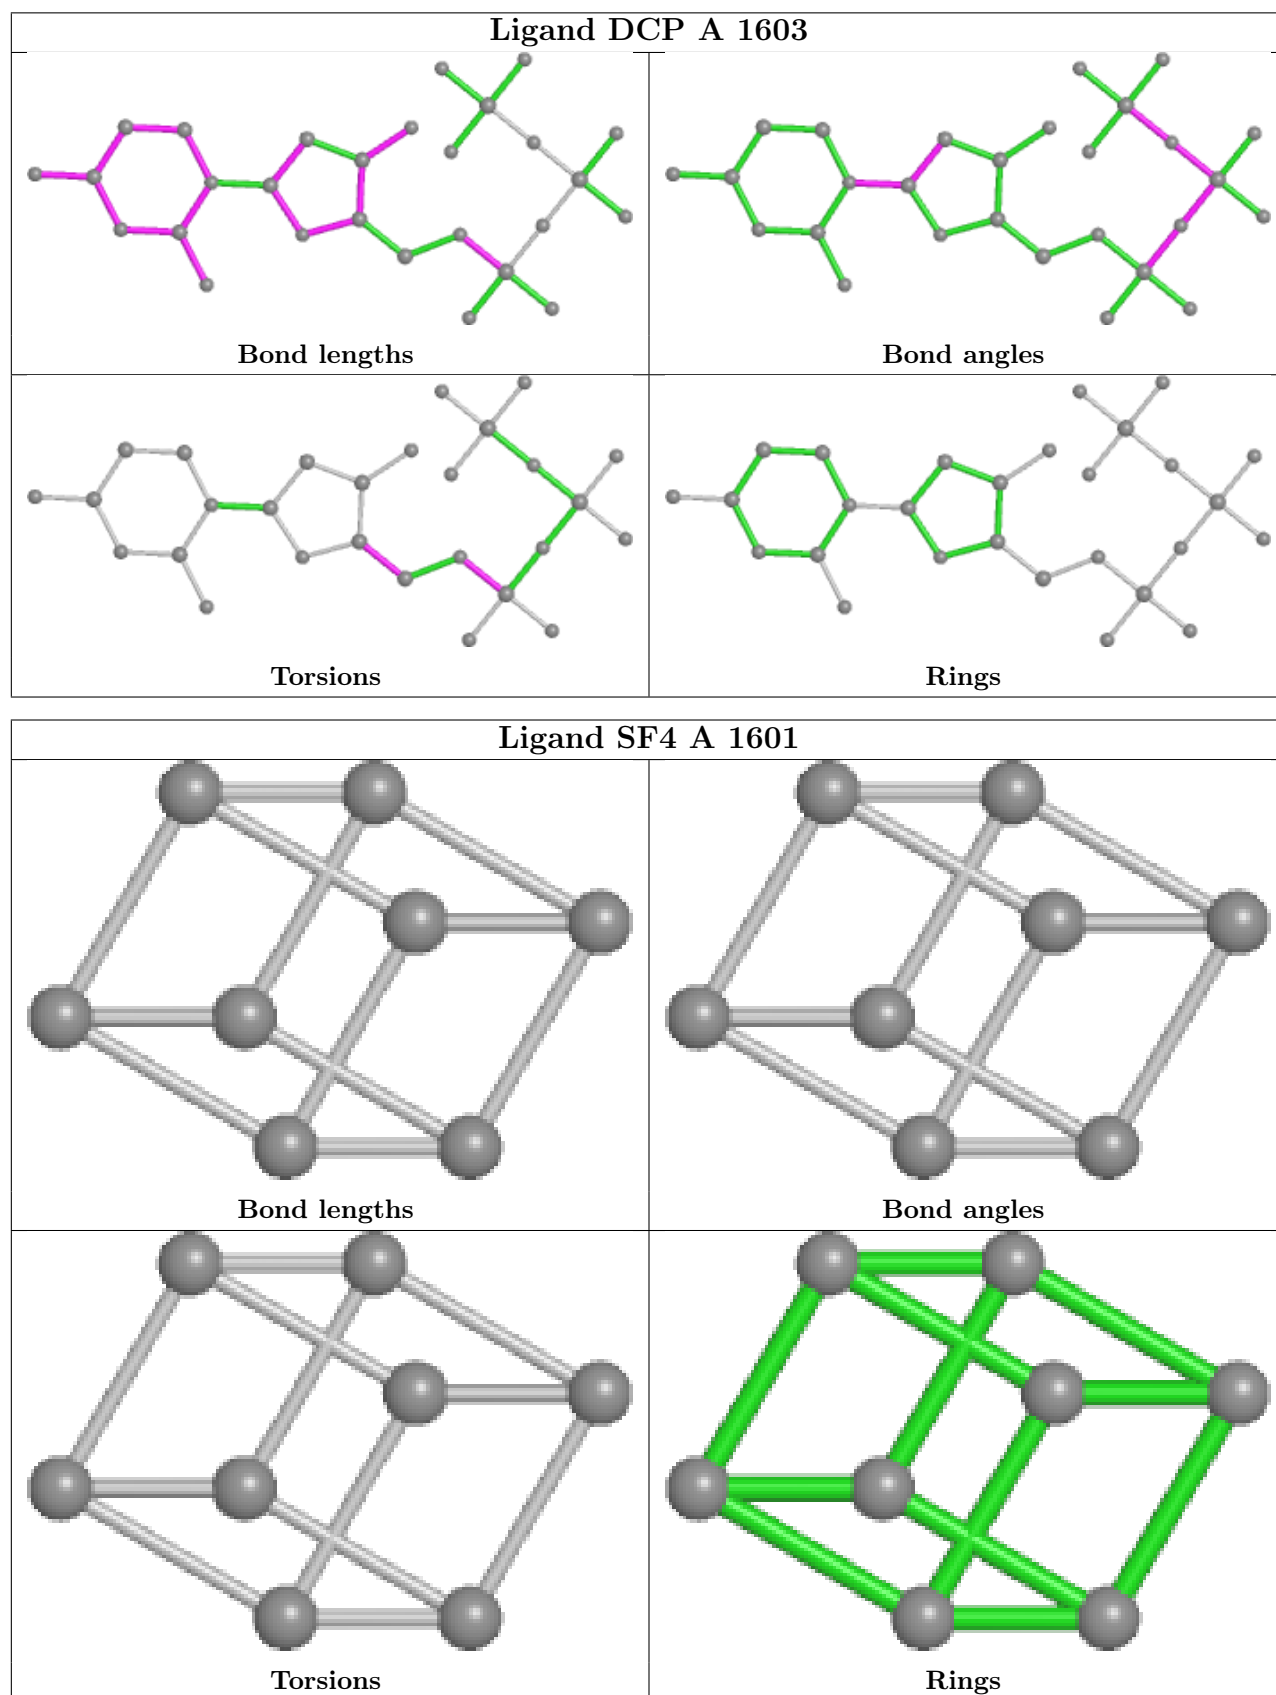 Ligand DCP A 1603
Bond lengths
Bond angles
Torsions
Rings
Ligand SF4 A 1601
Bond lengths
Bond angles
Torsions
Rings